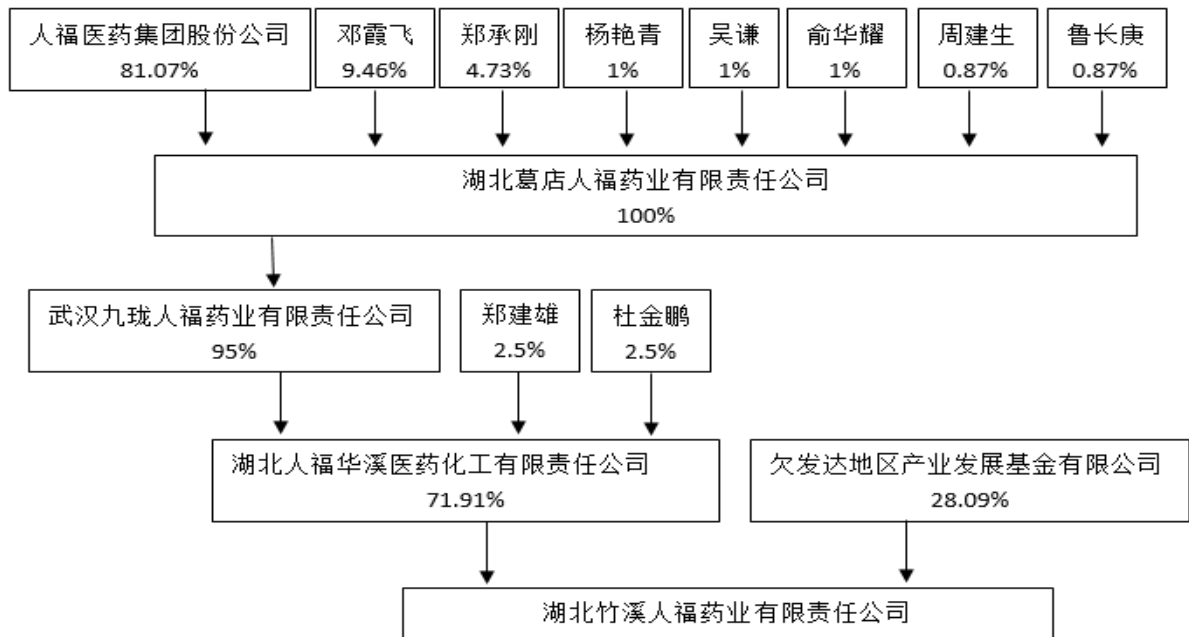 人福医药集团股份公司
81.07%
邓霞飞
9.46%
郑承刚
4.73%
杨艳青
1%
吴谦
1%
俞华耀
1%
周建生
0.87%
鲁长庚
0.87%
湖北葛店人福药业有限责任公司
100%
武汉九珑人福药业有限责任公司
95%
郑建雄
2.5%
杜金鹏
2.5%
湖北人福华溪医药化工有限责任公司
71.91%
欠发达地区产业发展基金有限公司
28.09%
湖北竹溪人福药业有限责任公司